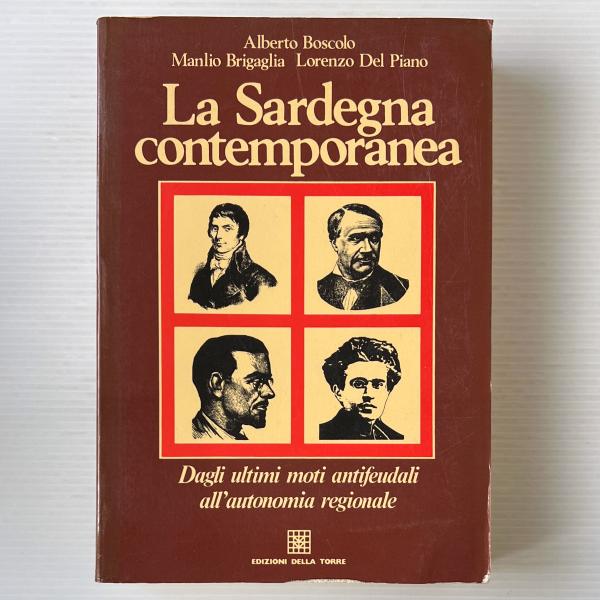 Alberto Boscolo
Manlio Brigaglia Lorenzo Del Piano
La Sardegna
contemporanea
Dagli ultimi moti antifeudali
all'autonomia regionale
EDIZIONI DELLA TORRE